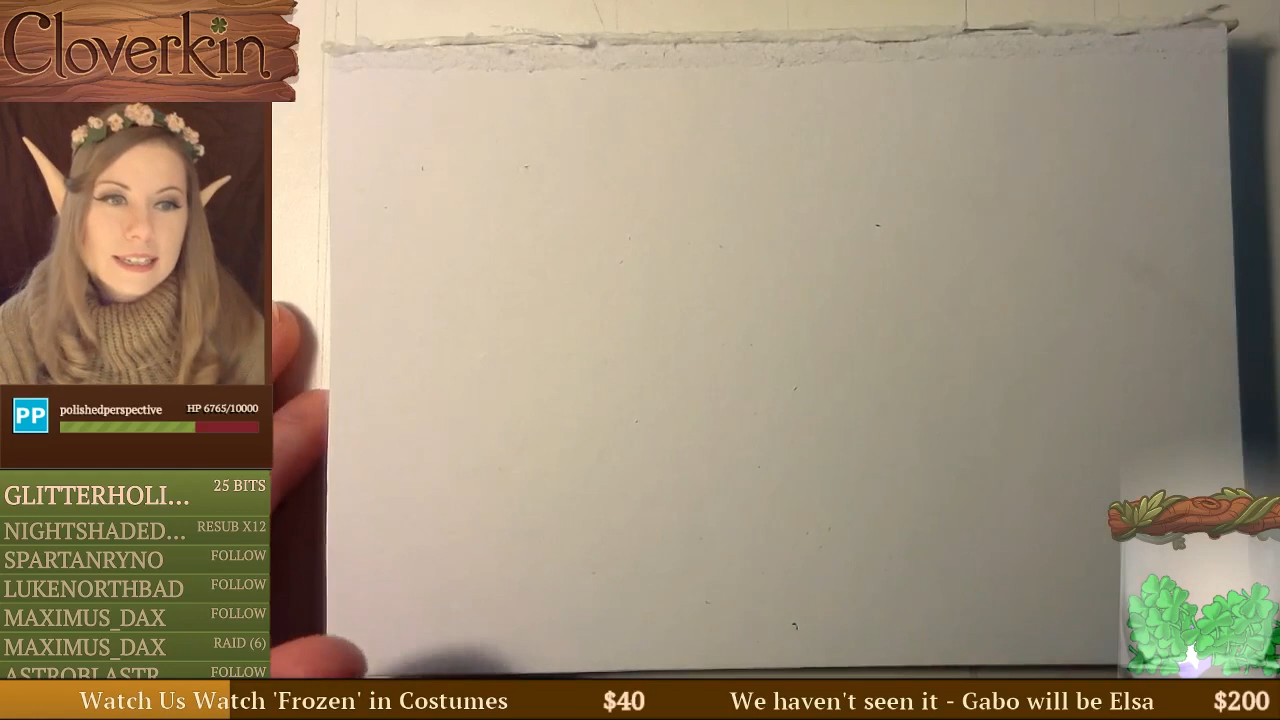 Cloverkin
PP
polishedperspective HP 6765/10000
GLITTERHOLI... 25 BITS
NIGHTSHADED... RESUB X12
SPARTANRYNO FOLLOW
LUKENORTHBAD FOLLOW
MAXIMUS_DAX FOLLOW
MAXIMUS_DAX RAID (6)
ASTROBLASTR FOLLOW
Watch Us Watch 'Frozen' in Costumes $40 We haven't seen it - Gabo will be Elsa $200